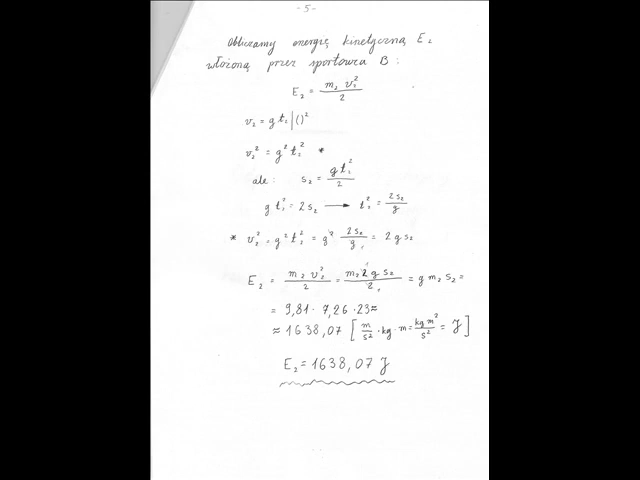 - 5 -
Obliczamy energię kinetyczną E₂
włożoną przez sportowca B :
E₂ = m₂ v₂² / 2
v₂ = g t₂ | ()²
v₂² = g² t₂² *
ale : s₂ = g t₂² / 2
g t₂² = 2 s₂ → t₂² = 2 s₂ / g
* v₂² = g² t₂² = g² 2 s₂ / g = 2 g s₂
E₂ = m₂ v₂² / 2 = m₂ 2 g s₂ / 2 = g m₂ s₂ =
= 9,81 · 7,26 · 23 ≈
≈ 1638,07 [ m / s² · kg · m = kg m² / s² = J ]
E₂ = 1638,07 J